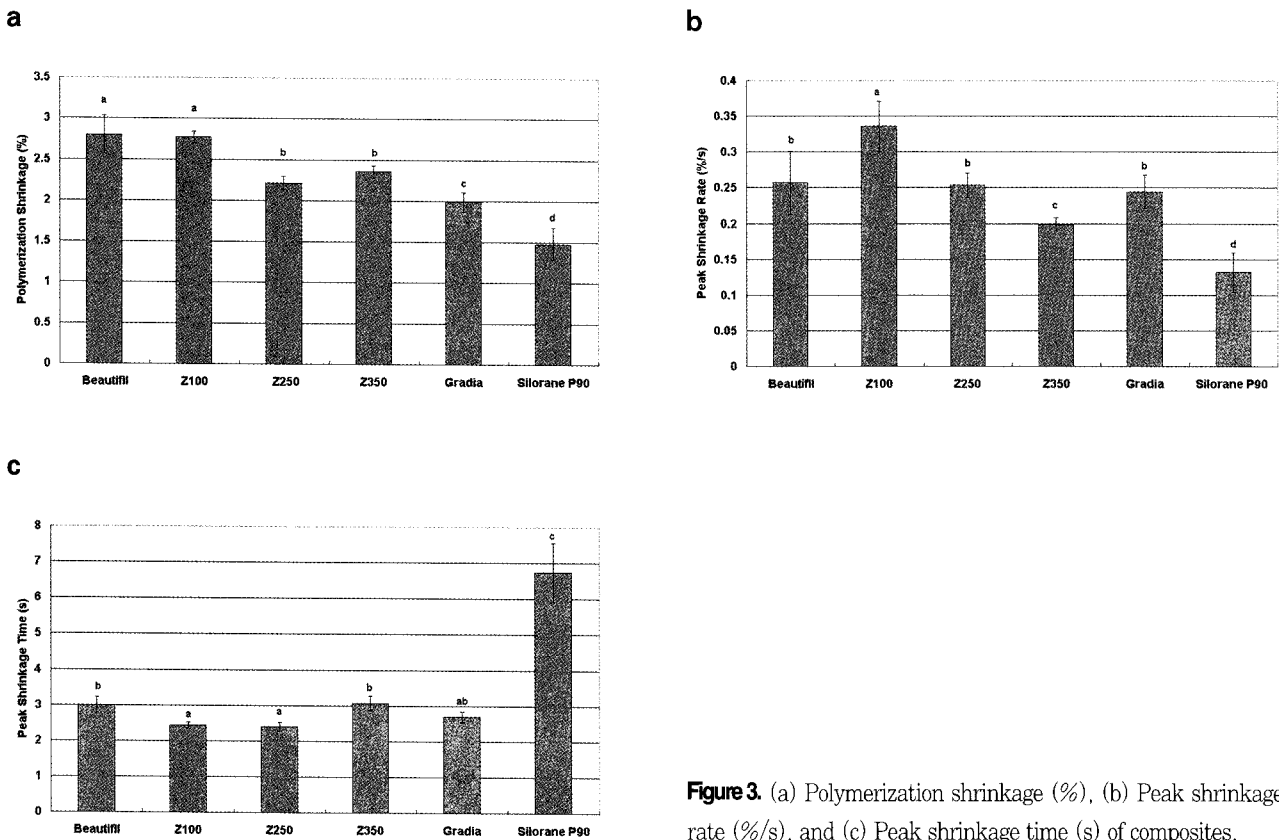 a
3.5
3
2.5
2
1.5
1
0.5
0
Polymerization Shrinkage (%)
a
a
b
b
c
d
Beautifil Z100 Z250 Z350 Gradia Silorane P90
b
0.4
0.35
0.3
0.25
0.2
0.15
0.1
0.05
0
Peak Shrinkage Rate (%/s)
b
a
b
c
b
d
Beautifil Z100 Z250 Z350 Gradia Silorane P90
c
8
7
6
5
4
3
2
1
0
Peak Shrinkage Time (s)
b
a
a
b
ab
c
Beautifil Z100 Z250 Z350 Gradia Silorane P90
Figure 3. (a) Polymerization shrinkage (%), (b) Peak shrinkage
rate (%/s), and (c) Peak shrinkage time (s) of composites.